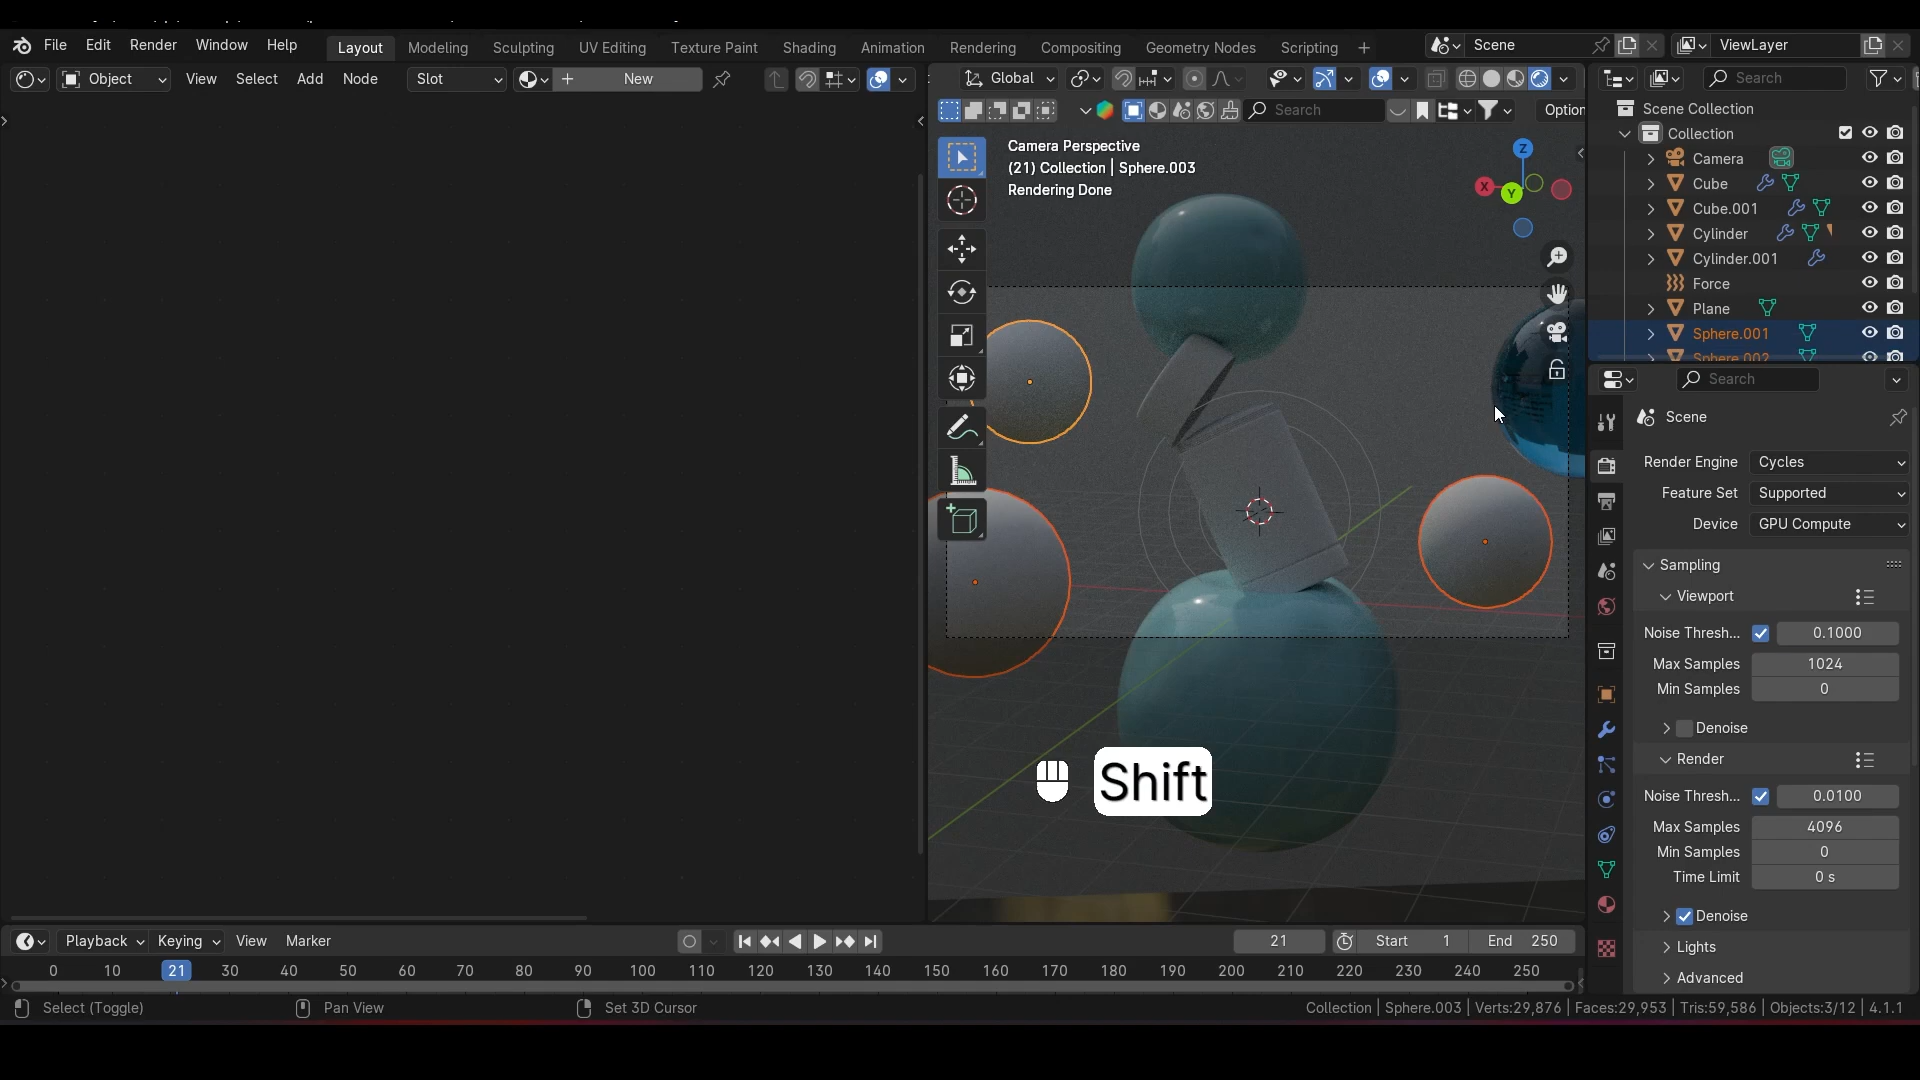 File Edit Render Window Help Layout Modeling Sculpting UV Editing Texture Paint Shading Animation Rendering Compositing Geometry Nodes Scripting + Scene ViewLayer
Object View Select Add Node Slot New Global Search
Search Option
Camera Perspective
(21) Collection | Sphere.003
Rendering Done
X Y Z
Scene Collection
Collection
Camera
Cube
Cube.001
Cylinder
Cylinder.001
Force
Plane
Sphere.001
Sphere.002
Search
Scene
Render Engine Cycles
Feature Set Supported
Device GPU Compute
Sampling
Viewport
Noise Thresh... 0.1000
Max Samples 1024
Min Samples 0
Denoise
Render
Noise Thresh... 0.0100
Max Samples 4096
Min Samples 0
Time Limit 0 s
Denoise
Lights
Advanced
Shift
Playback Keying View Marker 21 Start 1 End 250
0 10 21 30 40 50 60 70 80 90 100 110 120 130 140 150 160 170 180 190 200 210 220 230 240 250
Select (Toggle) Pan View Set 3D Cursor Collection | Sphere.003 | Verts:29,876 | Faces:29,953 | Tris:59,586 | Objects:3/12 | 4.1.1